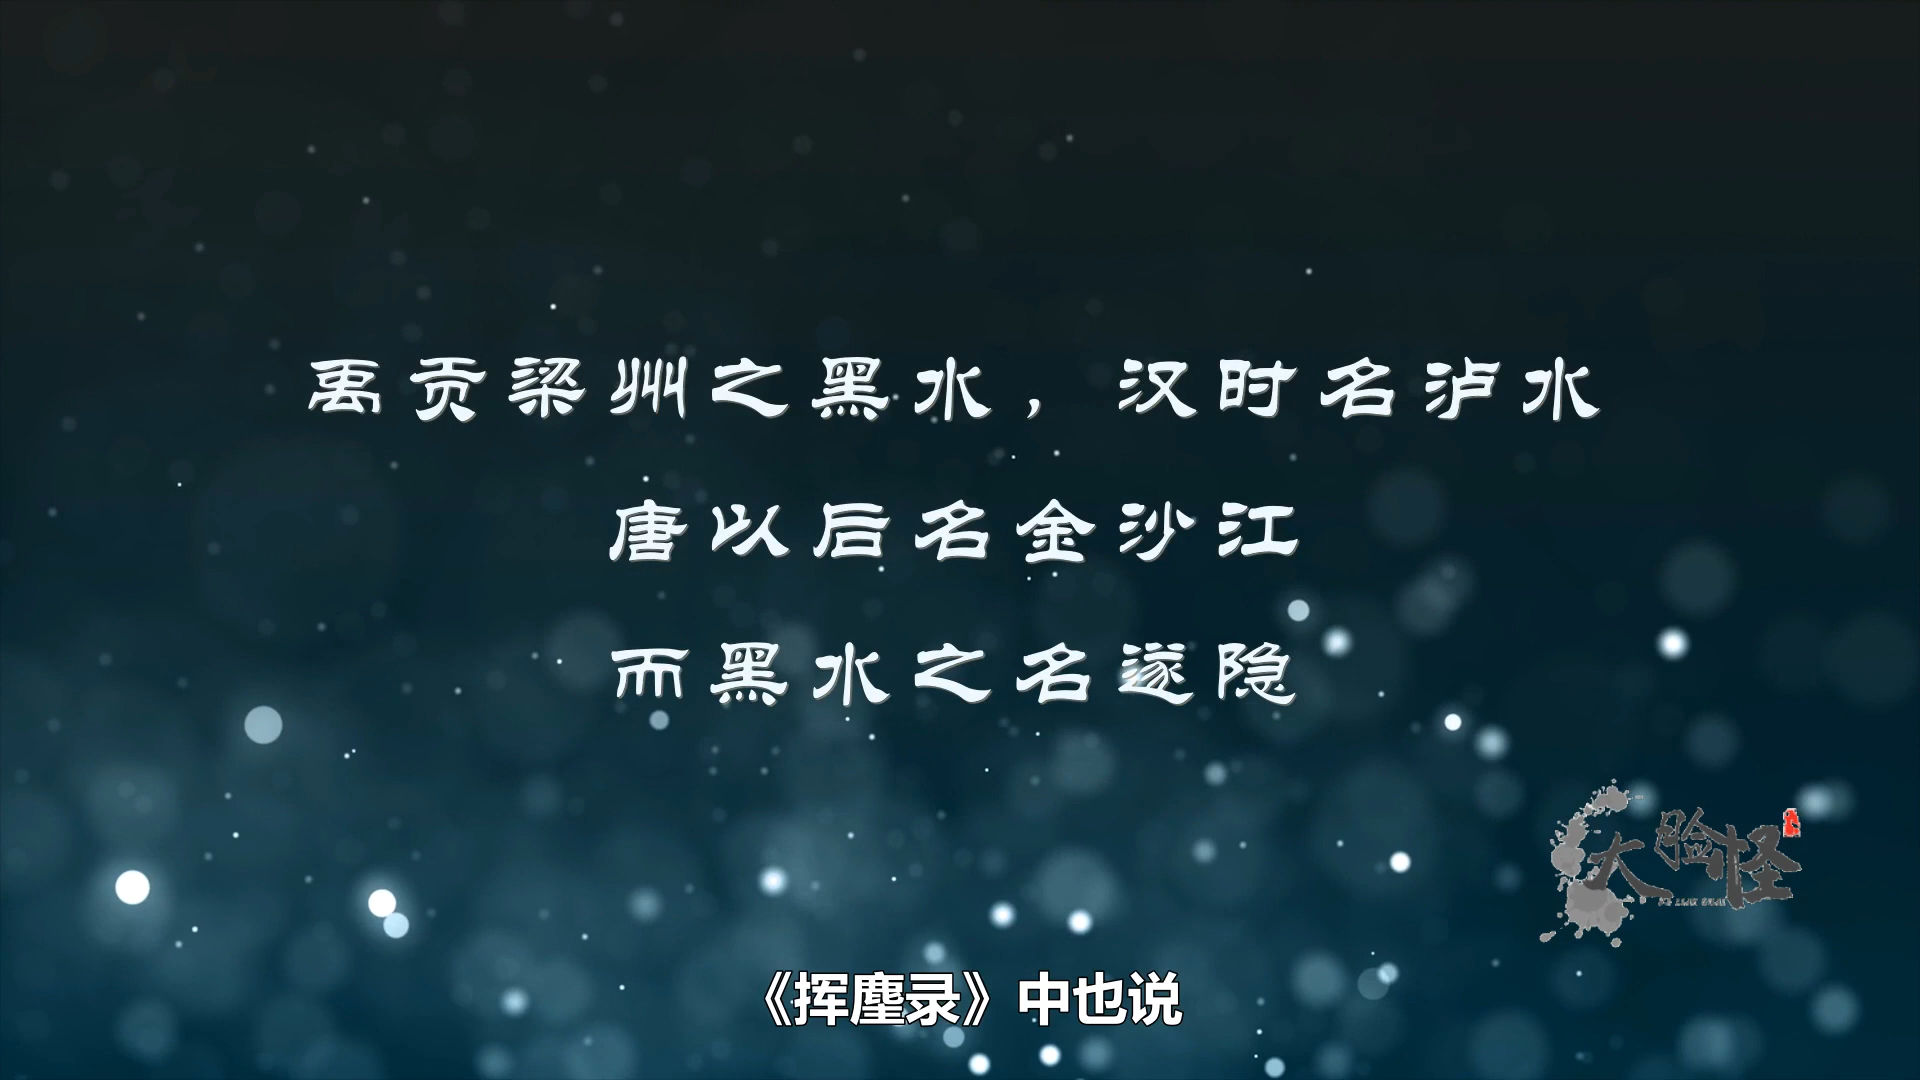 禹贡梁州之黑水，汉时名泸水
唐以后名金沙江
而黑水之名遂隐
大脸怪
《挥麈录》中也说